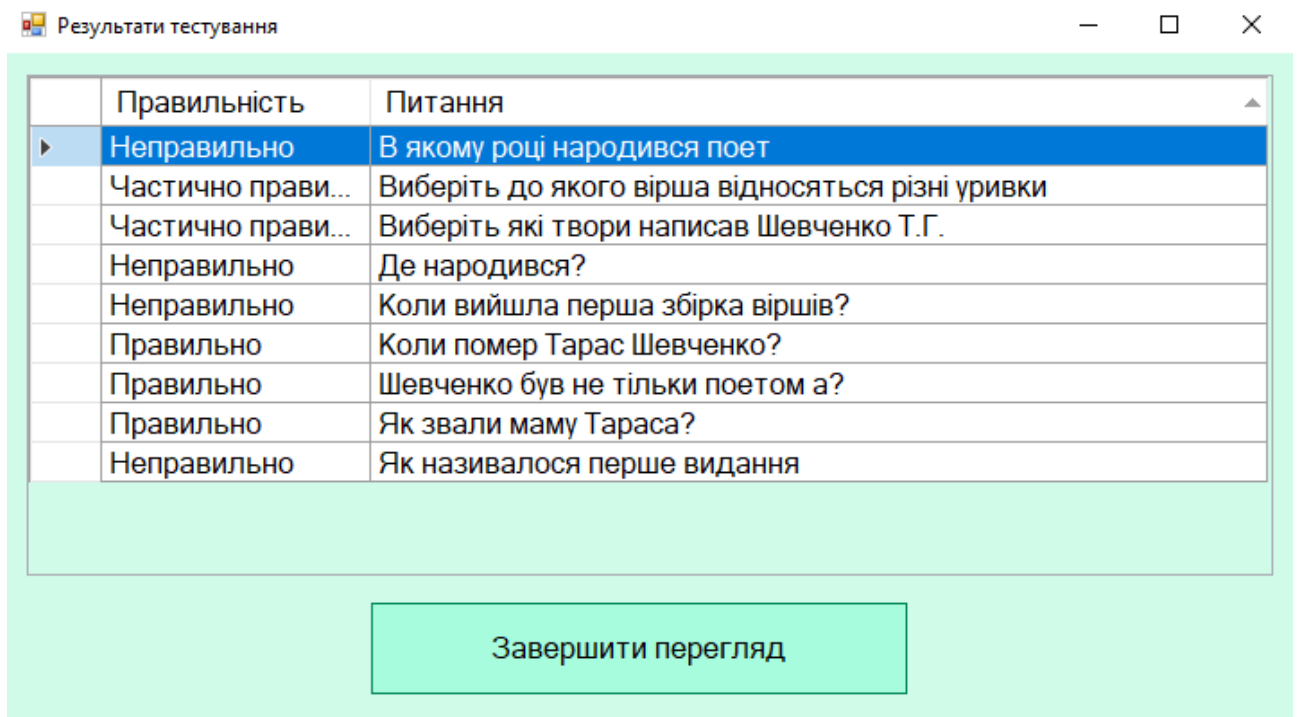 Результати тестування
Правильність Питання
Неправильно В якому році народився поет
Частично прави... Виберіть до якого вірша відносяться різні уривки
Частично прави... Виберіть які твори написав Шевченко Т.Г.
Неправильно Де народився?
Неправильно Коли вийшла перша збірка віршів?
Правильно Коли помер Тарас Шевченко?
Правильно Шевченко був не тільки поетом а?
Правильно Як звали маму Тараса?
Неправильно Як називалося перше видання
Завершити перегляд